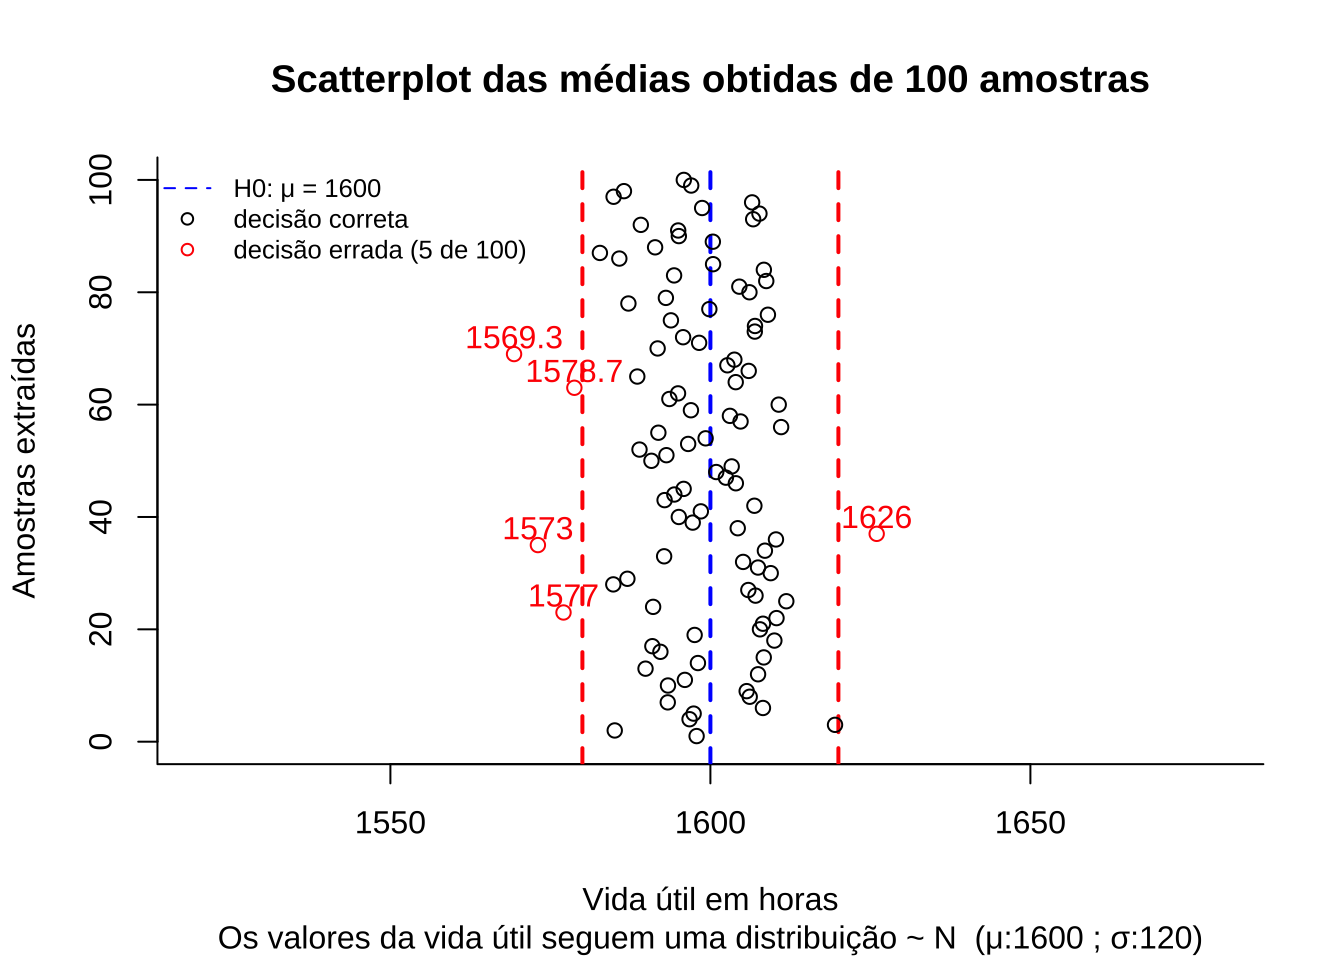 Scatterplot das médias obtidas de 100 amostras
H0: μ = 1600
decisão correta
decisão errada (5 de 100)
Amostras extraídas
100
80
60
40
20
0
1569.3
1578.7
1573
1626
1577
1550
1600
1650
Vida útil em horas
Os valores da vida útil seguem uma distribuição ~ N  (μ:1600 ; σ:120)